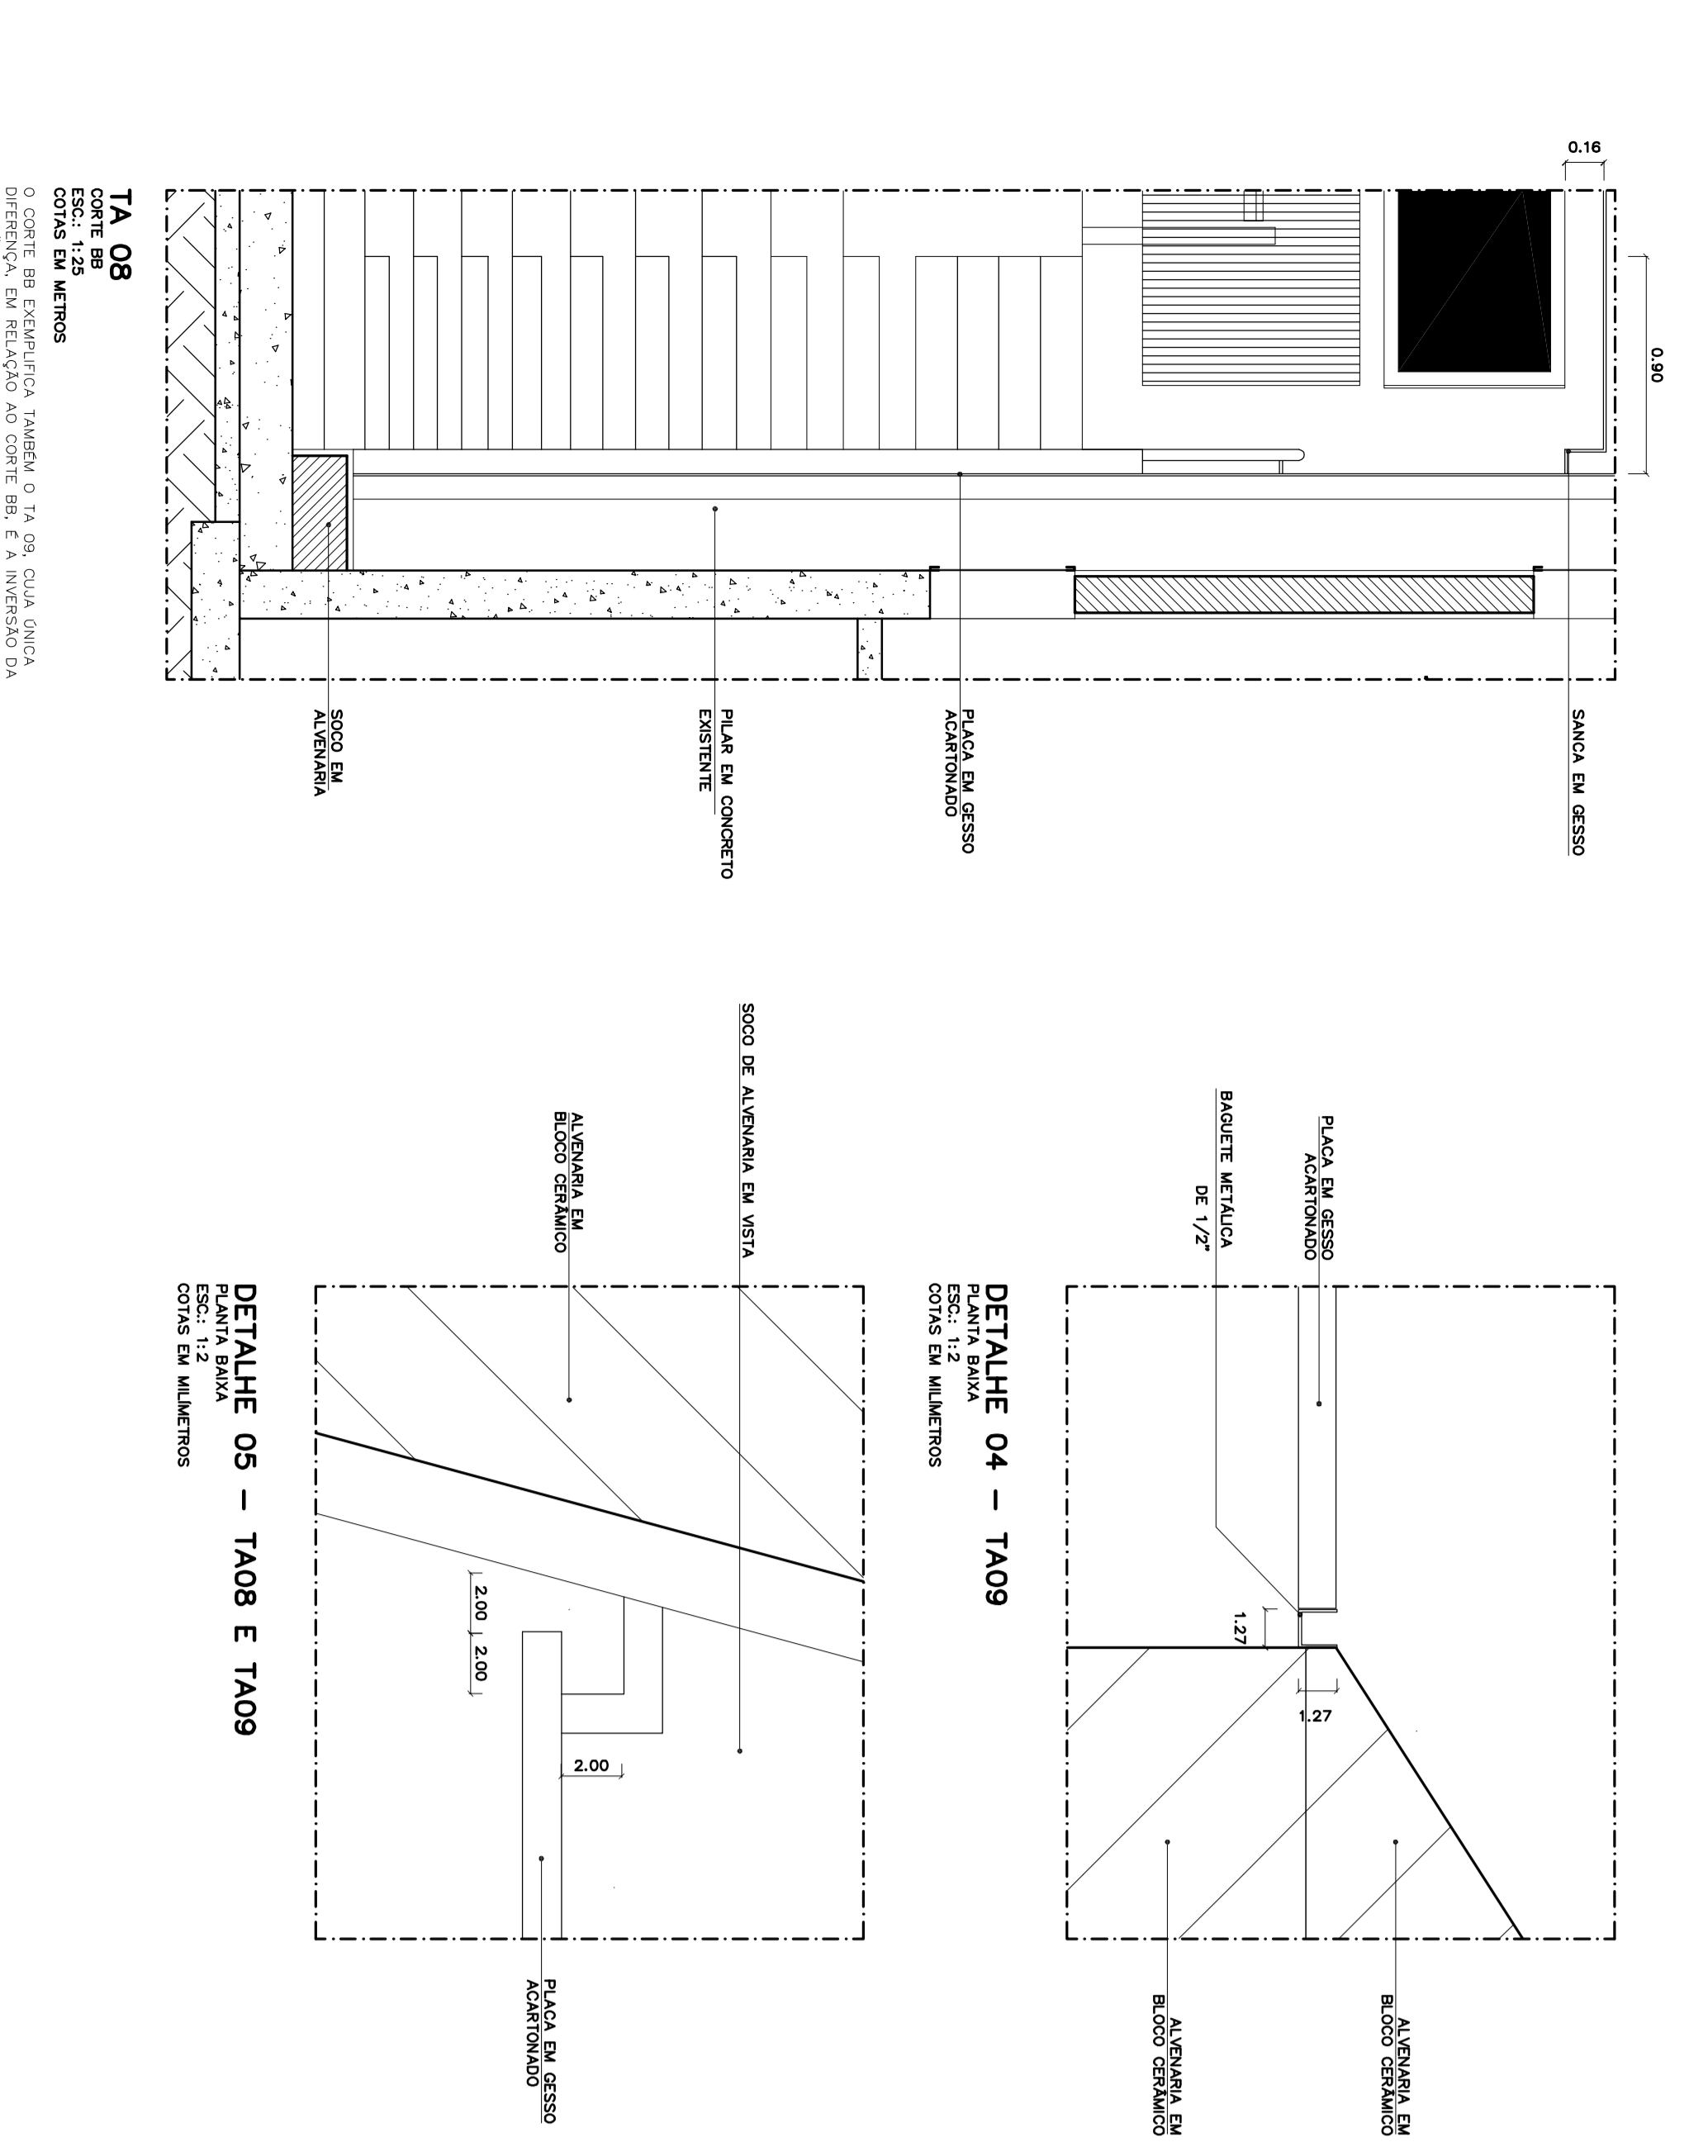 0.16
0.90
SANCA EM GESSO
PLACA EM GESSO
ACARTONADO
PILAR EM CONCRETO
EXISTENTE
SOCO EM
ALVENARIA
TA 08
CORTE BB
ESC.: 1:25
COTAS EM METROS
O CORTE BB EXEMPLIFICA TAMBÉM O TA 09, CUJA ÚNICA
DIFERENÇA, EM RELAÇÃO AO CORTE BB, É A INVERSÃO DA
PLACA EM GESSO
ACARTONADO
BAGUETE METÁLICA
DE 1/2"
1.27
1.27
ALVENARIA EM
BLOCO CERÂMICO
ALVENARIA EM
BLOCO CERÂMICO
DETALHE 04 – TA09
PLANTA BAIXA
ESC.: 1:2
COTAS EM MILÍMETROS
SOCO DE ALVENARIA EM VISTA
ALVENARIA EM
BLOCO CERÂMICO
2.00
2.00
2.00
PLACA EM GESSO
ACARTONADO
DETALHE 05 – TA08 E TA09
PLANTA BAIXA
ESC.: 1:2
COTAS EM MILÍMETROS